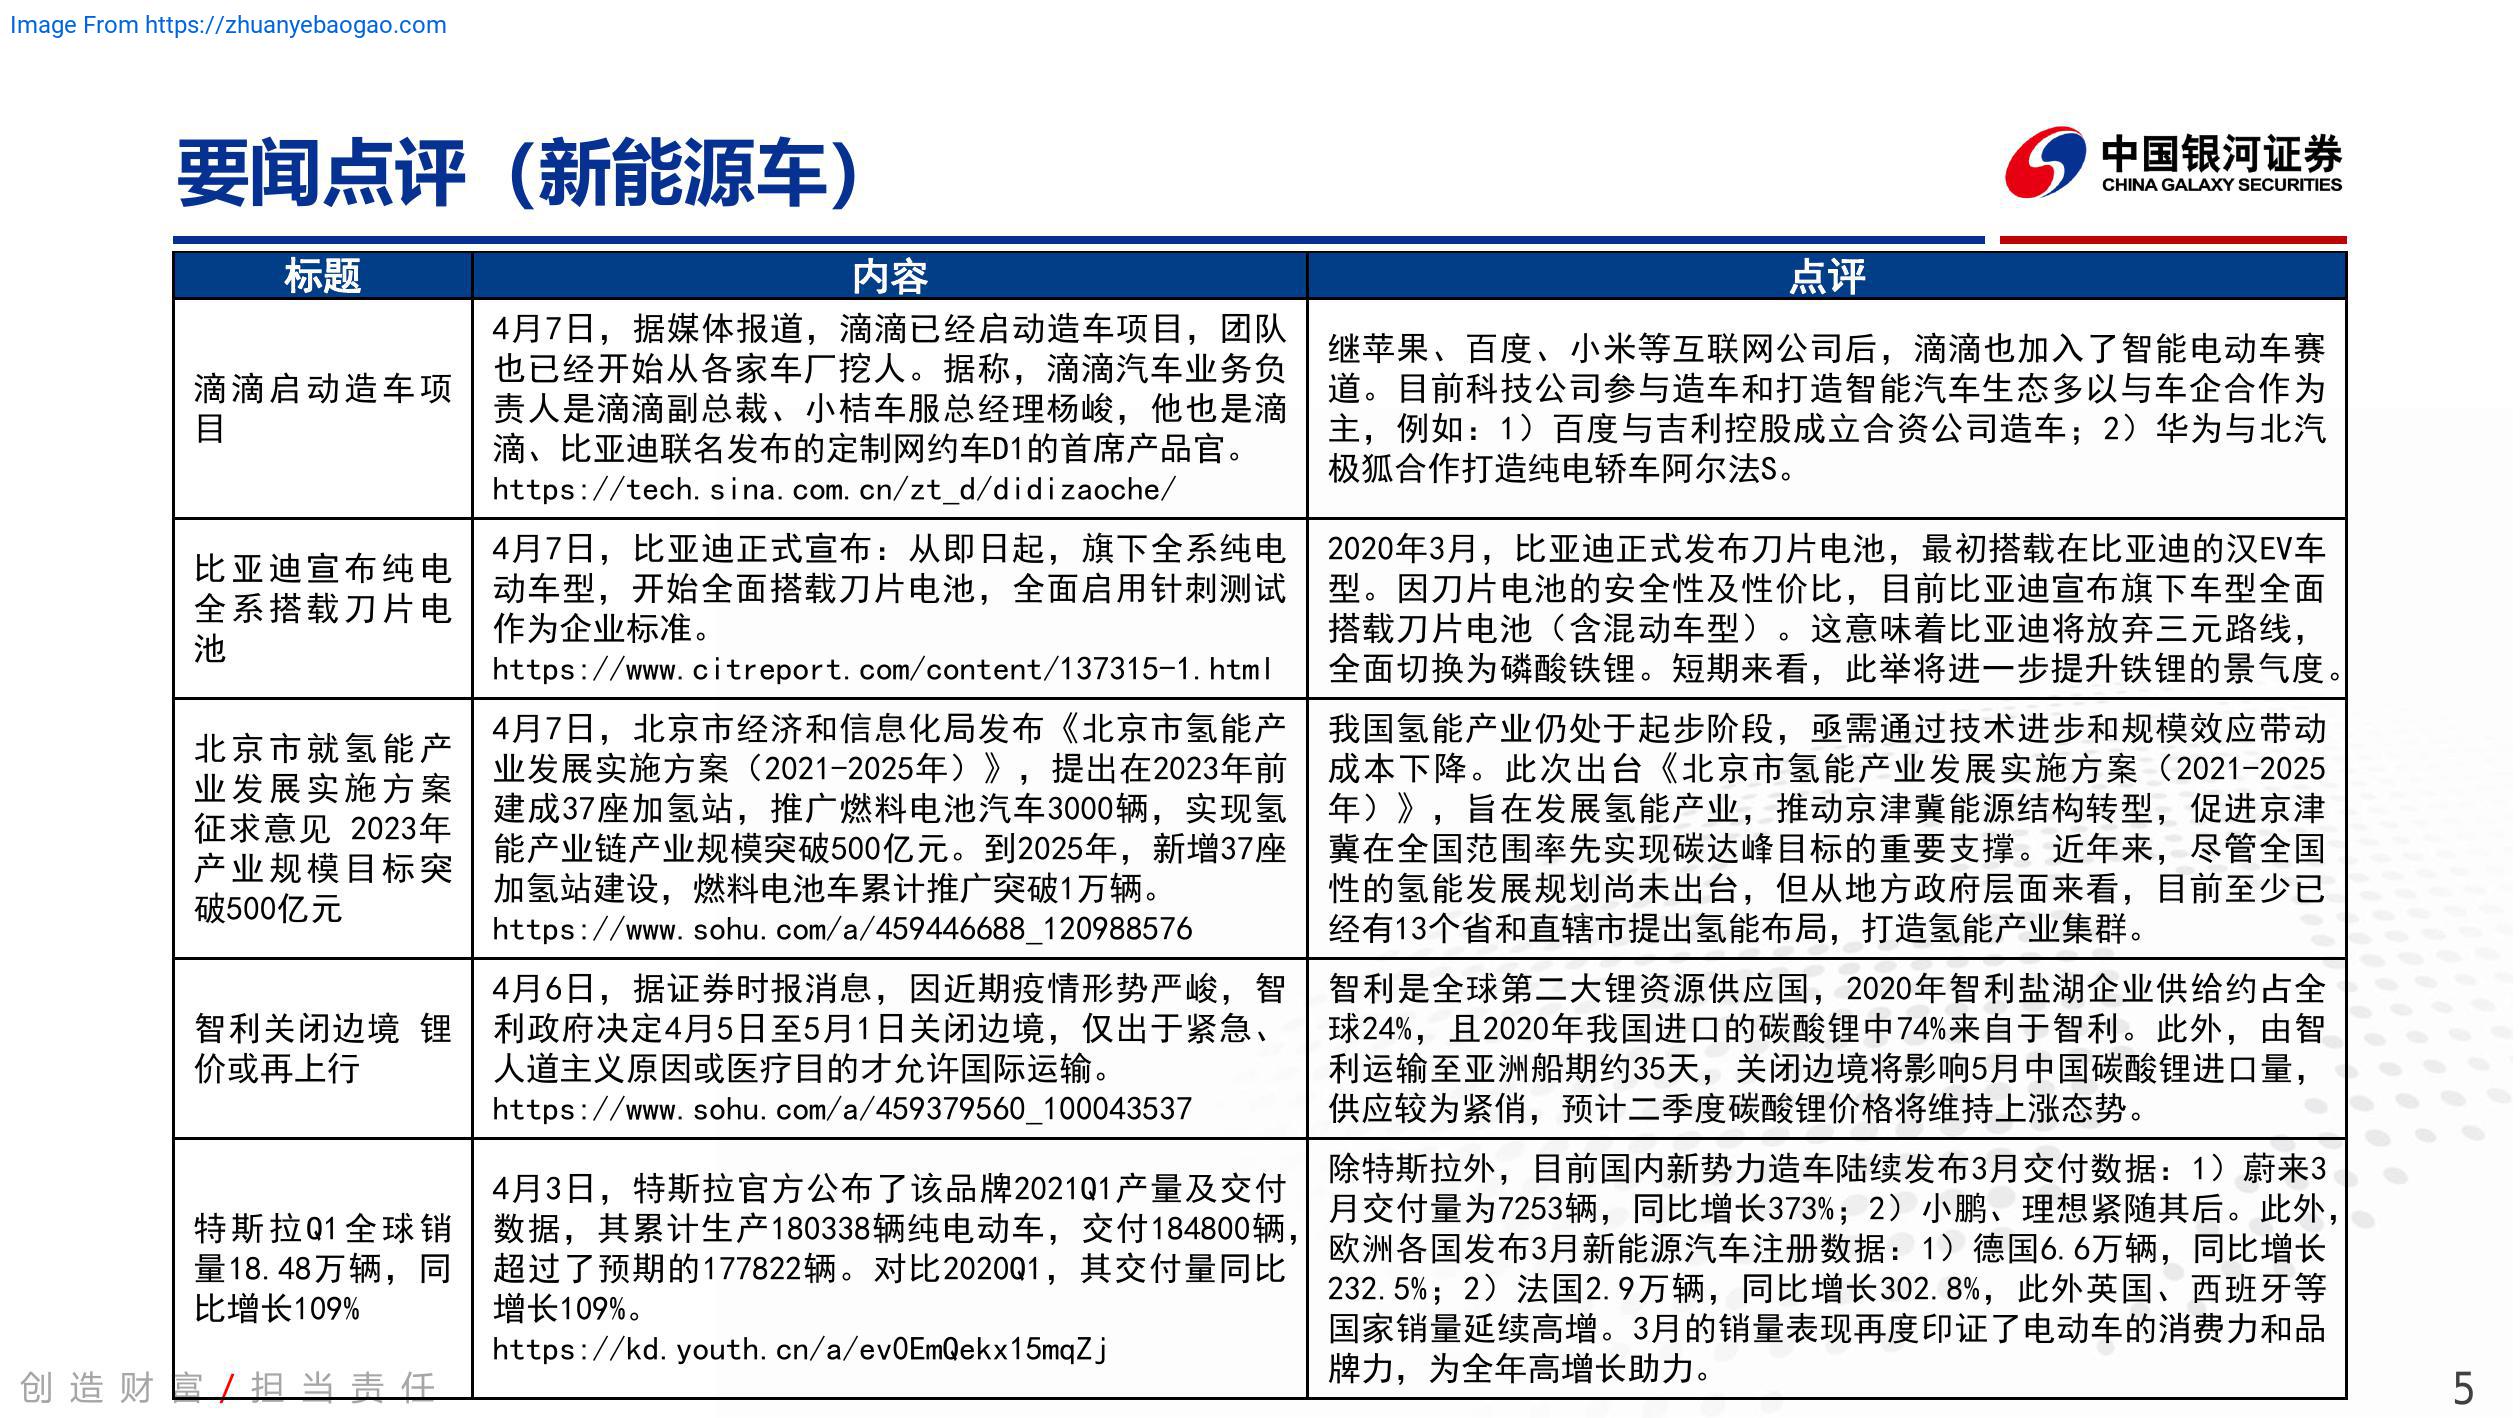 Image From https://zhuanyebaogao.com
要闻点评（新能源车）
中国银河证券
CHINA GALAXY SECURITIES
标题
内容
点评
滴滴启动造车项
目
4月7日，据媒体报道，滴滴已经启动造车项目，团队
也已经开始从各家车厂挖人。据称，滴滴汽车业务负
责人是滴滴副总裁、小桔车服总经理杨峻，他也是滴
滴、比亚迪联名发布的定制网约车D1的首席产品官。
https://tech.sina.com.cn/zt_d/didizaoche/
继苹果、百度、小米等互联网公司后，滴滴也加入了智能电动车赛
道。目前科技公司参与造车和打造智能汽车生态多以与车企合作为
主，例如：1）百度与吉利控股成立合资公司造车；2）华为与北汽
极狐合作打造纯电轿车阿尔法S。
比亚迪宣布纯电
全系搭载刀片电
池
4月7日，比亚迪正式宣布：从即日起，旗下全系纯电
动车型，开始全面搭载刀片电池，全面启用针刺测试
作为企业标准。
https://www.citreport.com/content/137315-1.html
2020年3月，比亚迪正式发布刀片电池，最初搭载在比亚迪的汉EV车
型。因刀片电池的安全性及性价比，目前比亚迪宣布旗下车型全面
搭载刀片电池（含混动车型）。这意味着比亚迪将放弃三元路线，
全面切换为磷酸铁锂。短期来看，此举将进一步提升铁锂的景气度。
北京市就氢能产
业发展实施方案
征求意见 2023年
产业规模目标突
破500亿元
4月7日，北京市经济和信息化局发布《北京市氢能产
业发展实施方案（2021-2025年）》，提出在2023年前
建成37座加氢站，推广燃料电池汽车3000辆，实现氢
能产业链产业规模突破500亿元。到2025年，新增37座
加氢站建设，燃料电池车累计推广突破1万辆。
https://www.sohu.com/a/459446688_120988576
我国氢能产业仍处于起步阶段，亟需通过技术进步和规模效应带动
成本下降。此次出台《北京市氢能产业发展实施方案（2021-2025
年）》，旨在发展氢能产业，推动京津冀能源结构转型，促进京津
冀在全国范围率先实现碳达峰目标的重要支撑。近年来，尽管全国
性的氢能发展规划尚未出台，但从地方政府层面来看，目前至少已
经有13个省和直辖市提出氢能布局，打造氢能产业集群。
智利关闭边境 锂
价或再上行
4月6日，据证券时报消息，因近期疫情形势严峻，智
利政府决定4月5日至5月1日关闭边境，仅出于紧急、
人道主义原因或医疗目的才允许国际运输。
https://www.sohu.com/a/459379560_100043537
智利是全球第二大锂资源供应国，2020年智利盐湖企业供给约占全
球24%，且2020年我国进口的碳酸锂中74%来自于智利。此外，由智
利运输至亚洲船期约35天，关闭边境将影响5月中国碳酸锂进口量，
供应较为紧俏，预计二季度碳酸锂价格将维持上涨态势。
特斯拉Q1全球销
量18.48万辆，同
比增长109%
4月3日，特斯拉官方公布了该品牌2021Q1产量及交付
数据，其累计生产180338辆纯电动车，交付184800辆，
超过了预期的177822辆。对比2020Q1，其交付量同比
增长109%。
https://kd.youth.cn/a/ev0EmQekx15mqZj
除特斯拉外，目前国内新势力造车陆续发布3月交付数据：1）蔚来3
月交付量为7253辆，同比增长373%；2）小鹏、理想紧随其后。此外，
欧洲各国发布3月新能源汽车注册数据：1）德国6.6万辆，同比增长
232.5%；2）法国2.9万辆，同比增长302.8%，此外英国、西班牙等
国家销量延续高增。3月的销量表现再度印证了电动车的消费力和品
牌力，为全年高增长助力。
创造财富/担当责任
5